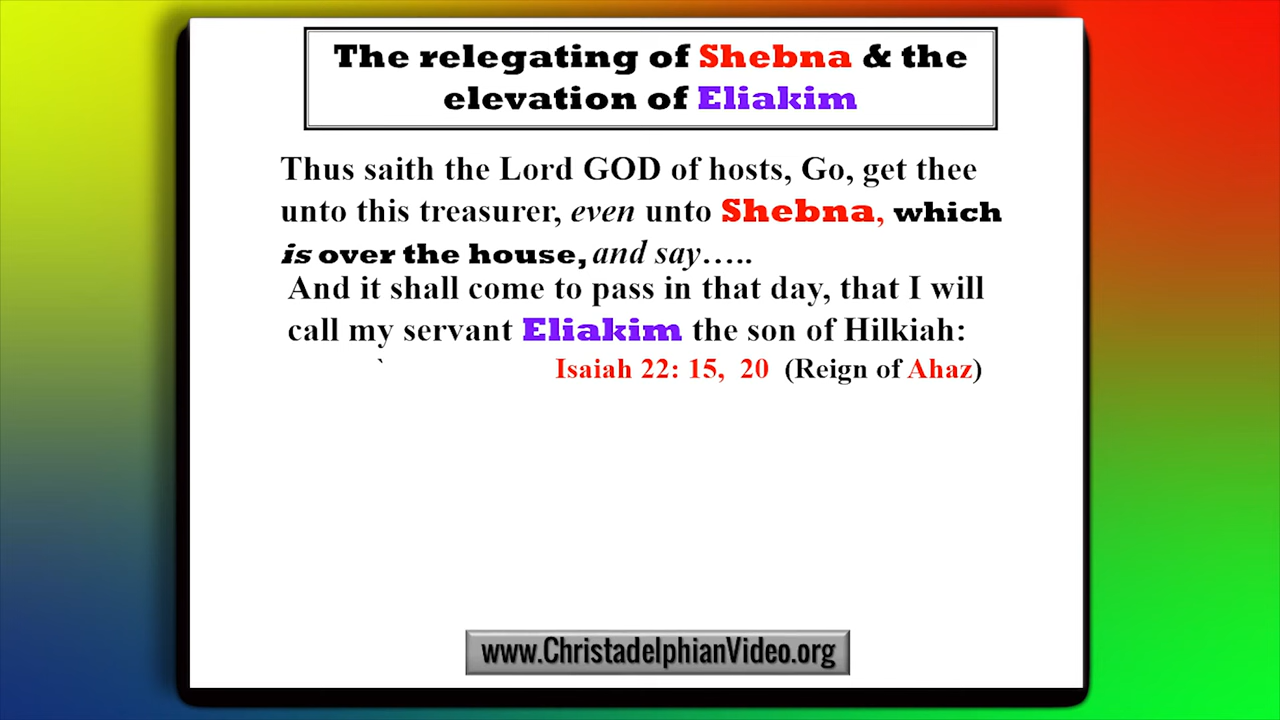 The relegating of Shebna & the
elevation of Eliakim
Thus saith the Lord GOD of hosts, Go, get thee
unto this treasurer, even unto Shebna, which
is over the house, and say.....
And it shall come to pass in that day, that I will
call my servant Eliakim the son of Hilkiah:
` Isaiah 22: 15, 20 (Reign of Ahaz)
www.ChristadelphianVideo.org